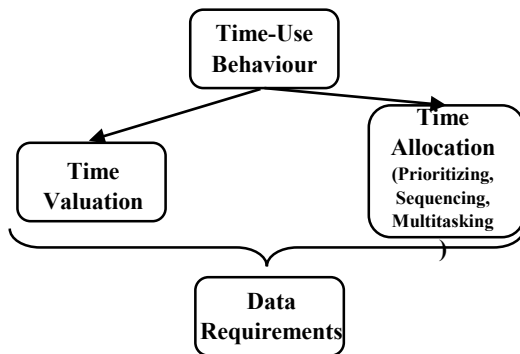 Time-Use
Behaviour
Time
Valuation
Time
Allocation
(Prioritizing,
Sequencing,
Multitasking
)
Data
Requirements